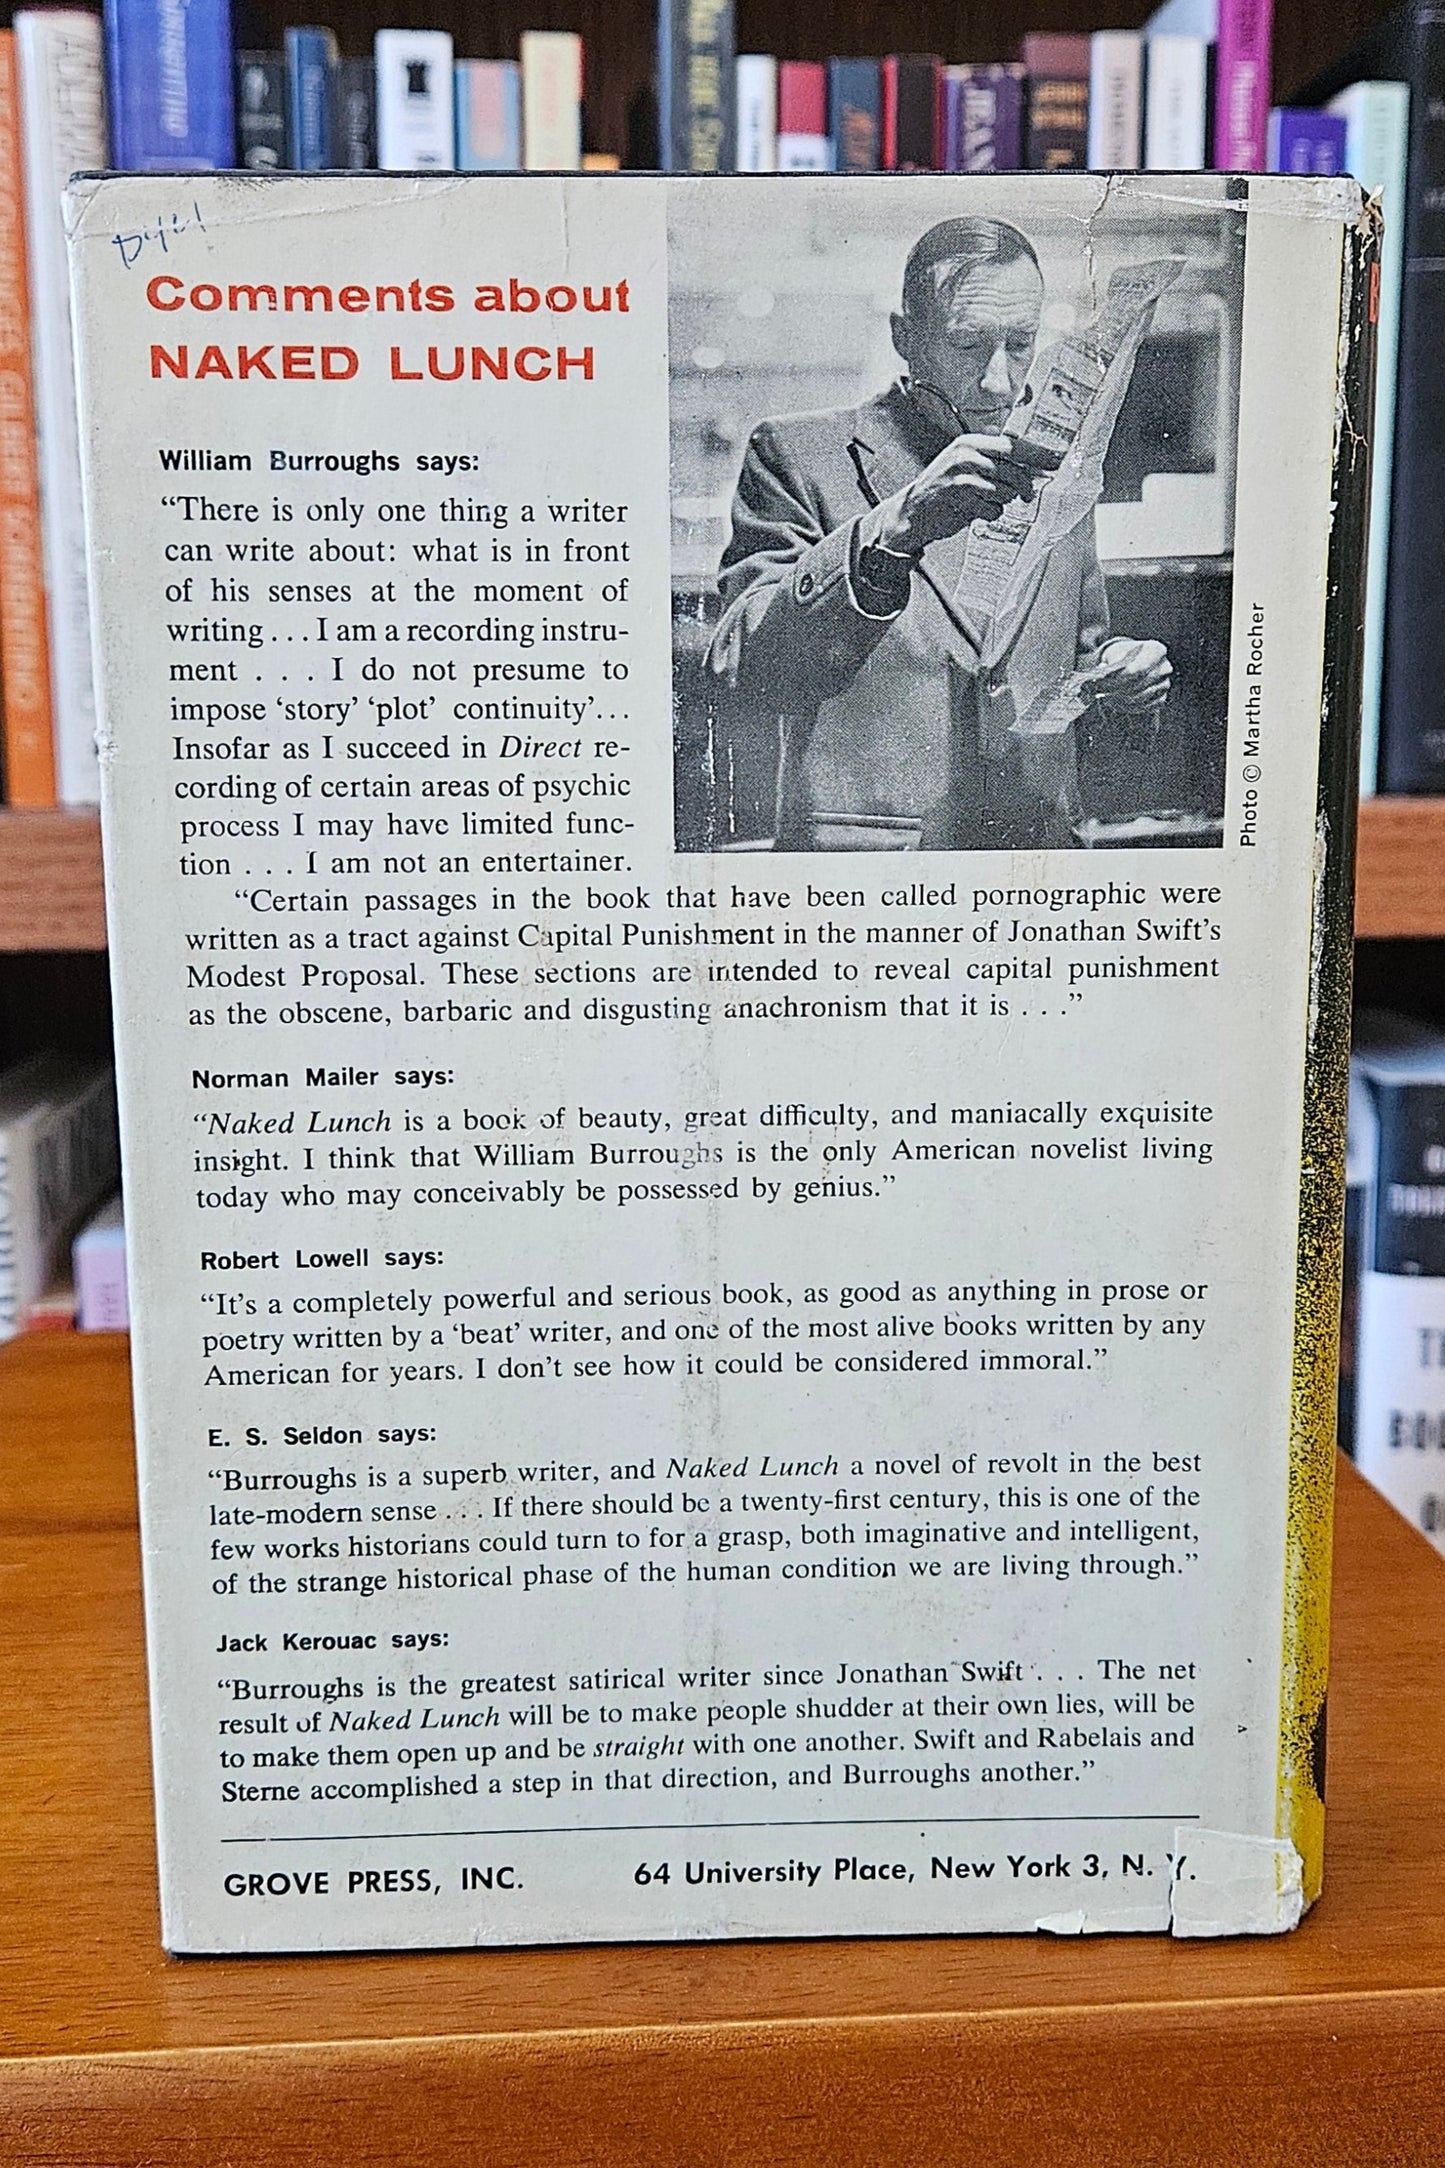 Comments about
NAKED LUNCH
William Burroughs says:
“There is only one thing a writer
can write about: what is in front
of his senses at the moment of
writing . . . I am a recording instru-
ment . . . I do not presume to
impose ‘story’ ‘plot’ continuity’. . .
Insofar as I succeed in Direct re-
cording of certain areas of psychic
process I may have limited func-
tion . . . I am not an entertainer.
“Certain passages in the book that have been called pornographic were
written as a tract against Capital Punishment in the manner of Jonathan Swift’s
Modest Proposal. These sections are intended to reveal capital punishment
as the obscene, barbaric and disgusting anachronism that it is . . .”
Photo © Martha Rocher
Norman Mailer says:
“Naked Lunch is a book of beauty, great difficulty, and maniacally exquisite
insight. I think that William Burroughs is the only American novelist living
today who may conceivably be possessed by genius.”
Robert Lowell says:
“It’s a completely powerful and serious book, as good as anything in prose or
poetry written by a ‘beat’ writer, and one of the most alive books written by any
American for years. I don’t see how it could be considered immoral.”
E. S. Seldon says:
“Burroughs is a superb writer, and Naked Lunch a novel of revolt in the best
late-modern sense . . . If there should be a twenty-first century, this is one of the
few works historians could turn to for a grasp, both imaginative and intelligent,
of the strange historical phase of the human condition we are living through.”
Jack Kerouac says:
“Burroughs is the greatest satirical writer since Jonathan Swift . . . The net
result of Naked Lunch will be to make people shudder at their own lies, will be
to make them open up and be straight with one another. Swift and Rabelais and
Sterne accomplished a step in that direction, and Burroughs another.”
GROVE PRESS, INC. 64 University Place, New York 3, N. Y.